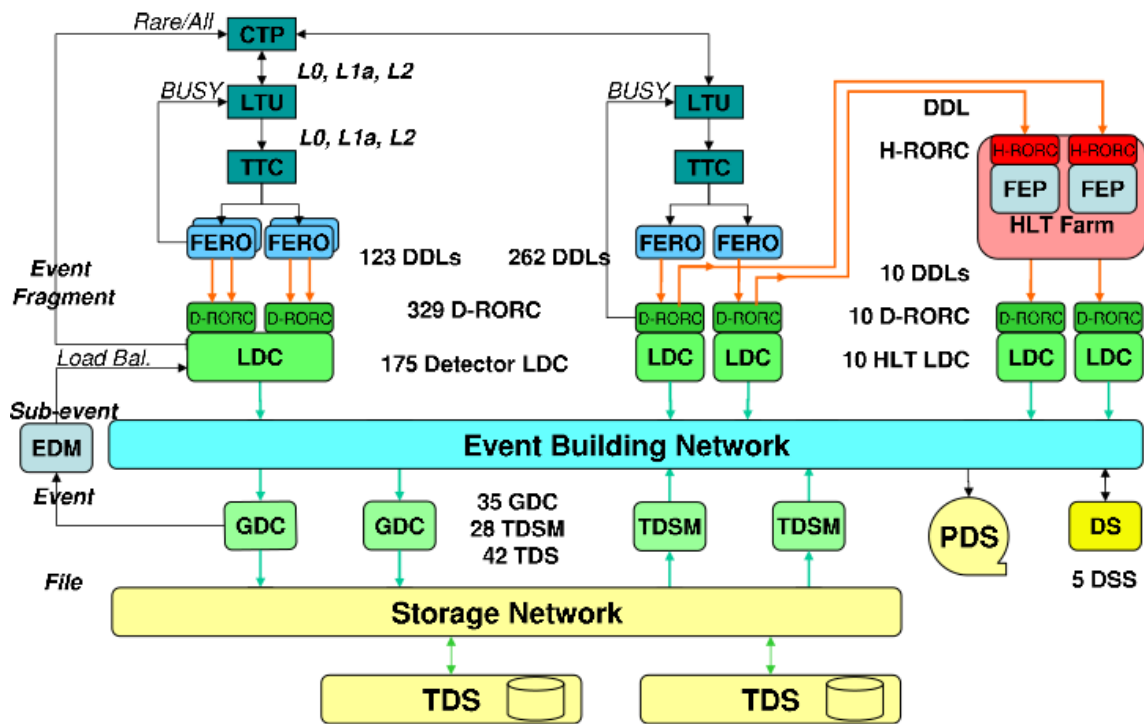 Rare/All
CTP
L0, L1a, L2
BUSY
LTU
BUSY
LTU
DDL
L0, L1a, L2
H-RORC
H-RORC
H-RORC
TTC
TTC
FEP
FEP
HLT Farm
FERO
FERO
FERO
FERO
123 DDLs
262 DDLs
Event
Fragment
10 DDLs
D-RORC
D-RORC
329 D-RORC
D-RORC
D-RORC
10 D-RORC
D-RORC
D-RORC
Load Bal.
LDC
175 Detector LDC
LDC
LDC
10 HLT LDC
LDC
LDC
Sub-event
EDM
Event Building Network
Event
GDC
GDC
35 GDC
28 TDSM
42 TDS
TDSM
TDSM
PDS
DS
File
5 DSS
Storage Network
TDS
TDS